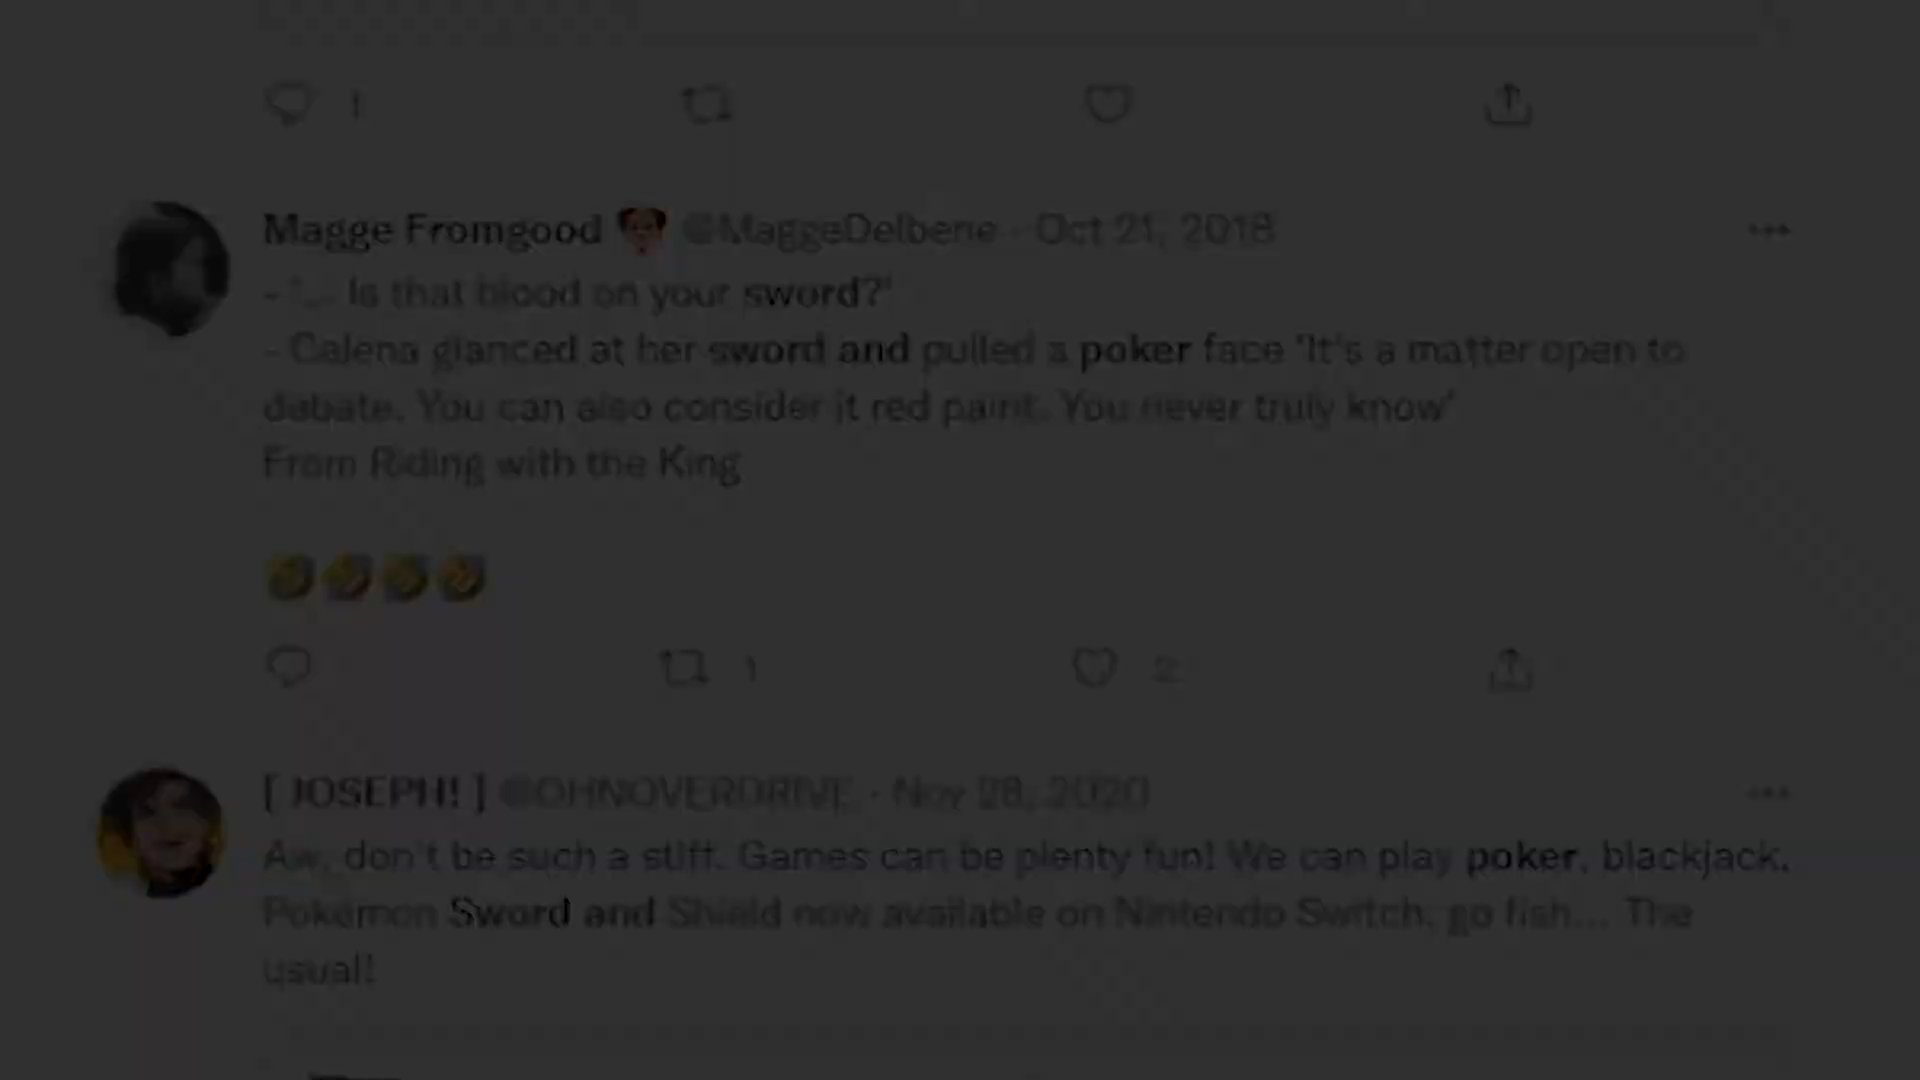 1
Magge Fromgood @MaggeDelbene · Oct 21, 2018
- '... Is that blood on your sword?'
- Calena glanced at her sword and pulled a poker face 'It's a matter open to
debate. You can also consider it red paint. You never truly know'
From Riding with the King
1 2
[ JOSEPH! ] @OHNOVERDRIVE · Nov 28, 2020
Aw, don't be such a stiff. Games can be plenty fun! We can play poker, blackjack,
Pokémon Sword and Shield now available on Nintendo Switch, go fish... The
usual!